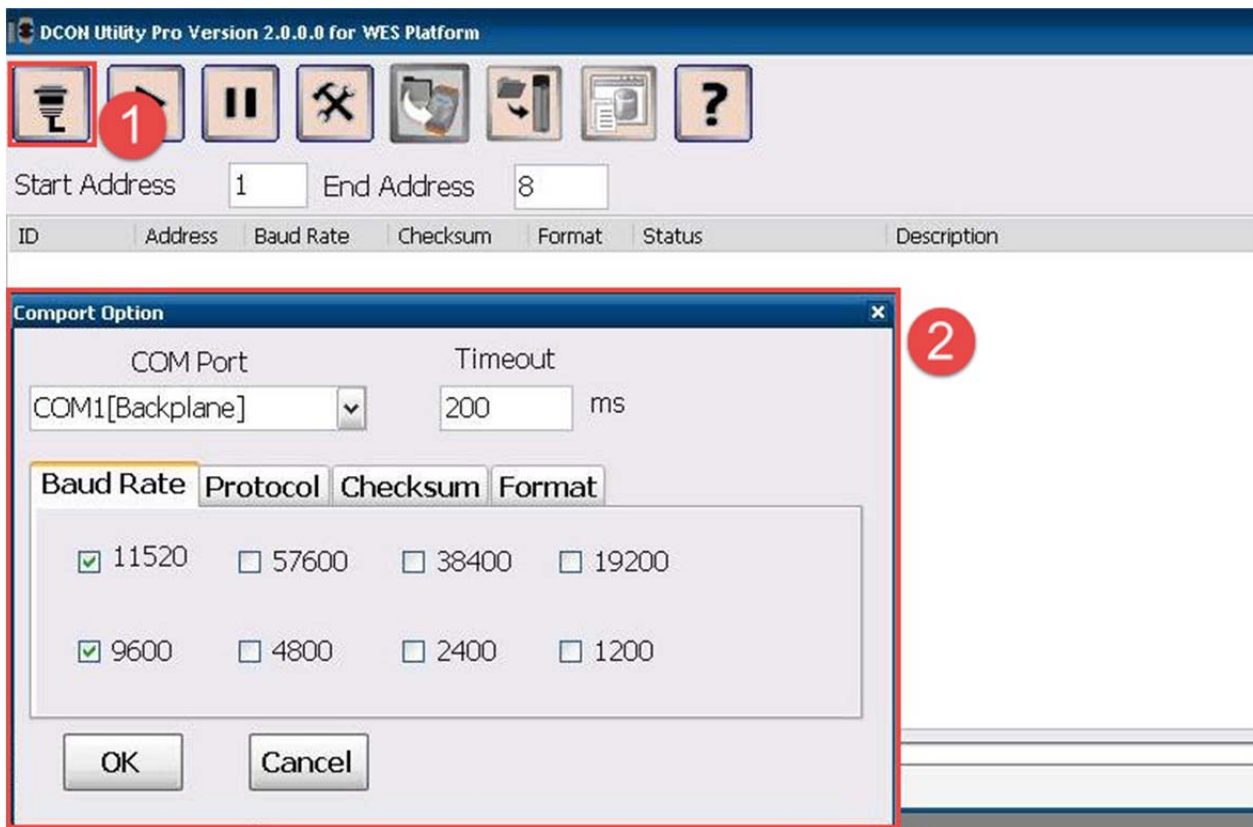 DCON Utility Pro Version 2.0.0.0 for WES Platform
1
?
Start Address 1 End Address 8
ID Address Baud Rate Checksum Format Status Description
Comport Option
2
COM Port Timeout
COM1[Backplane] 200 ms
Baud Rate Protocol Checksum Format
11520 57600 38400 19200
9600 4800 2400 1200
OK Cancel